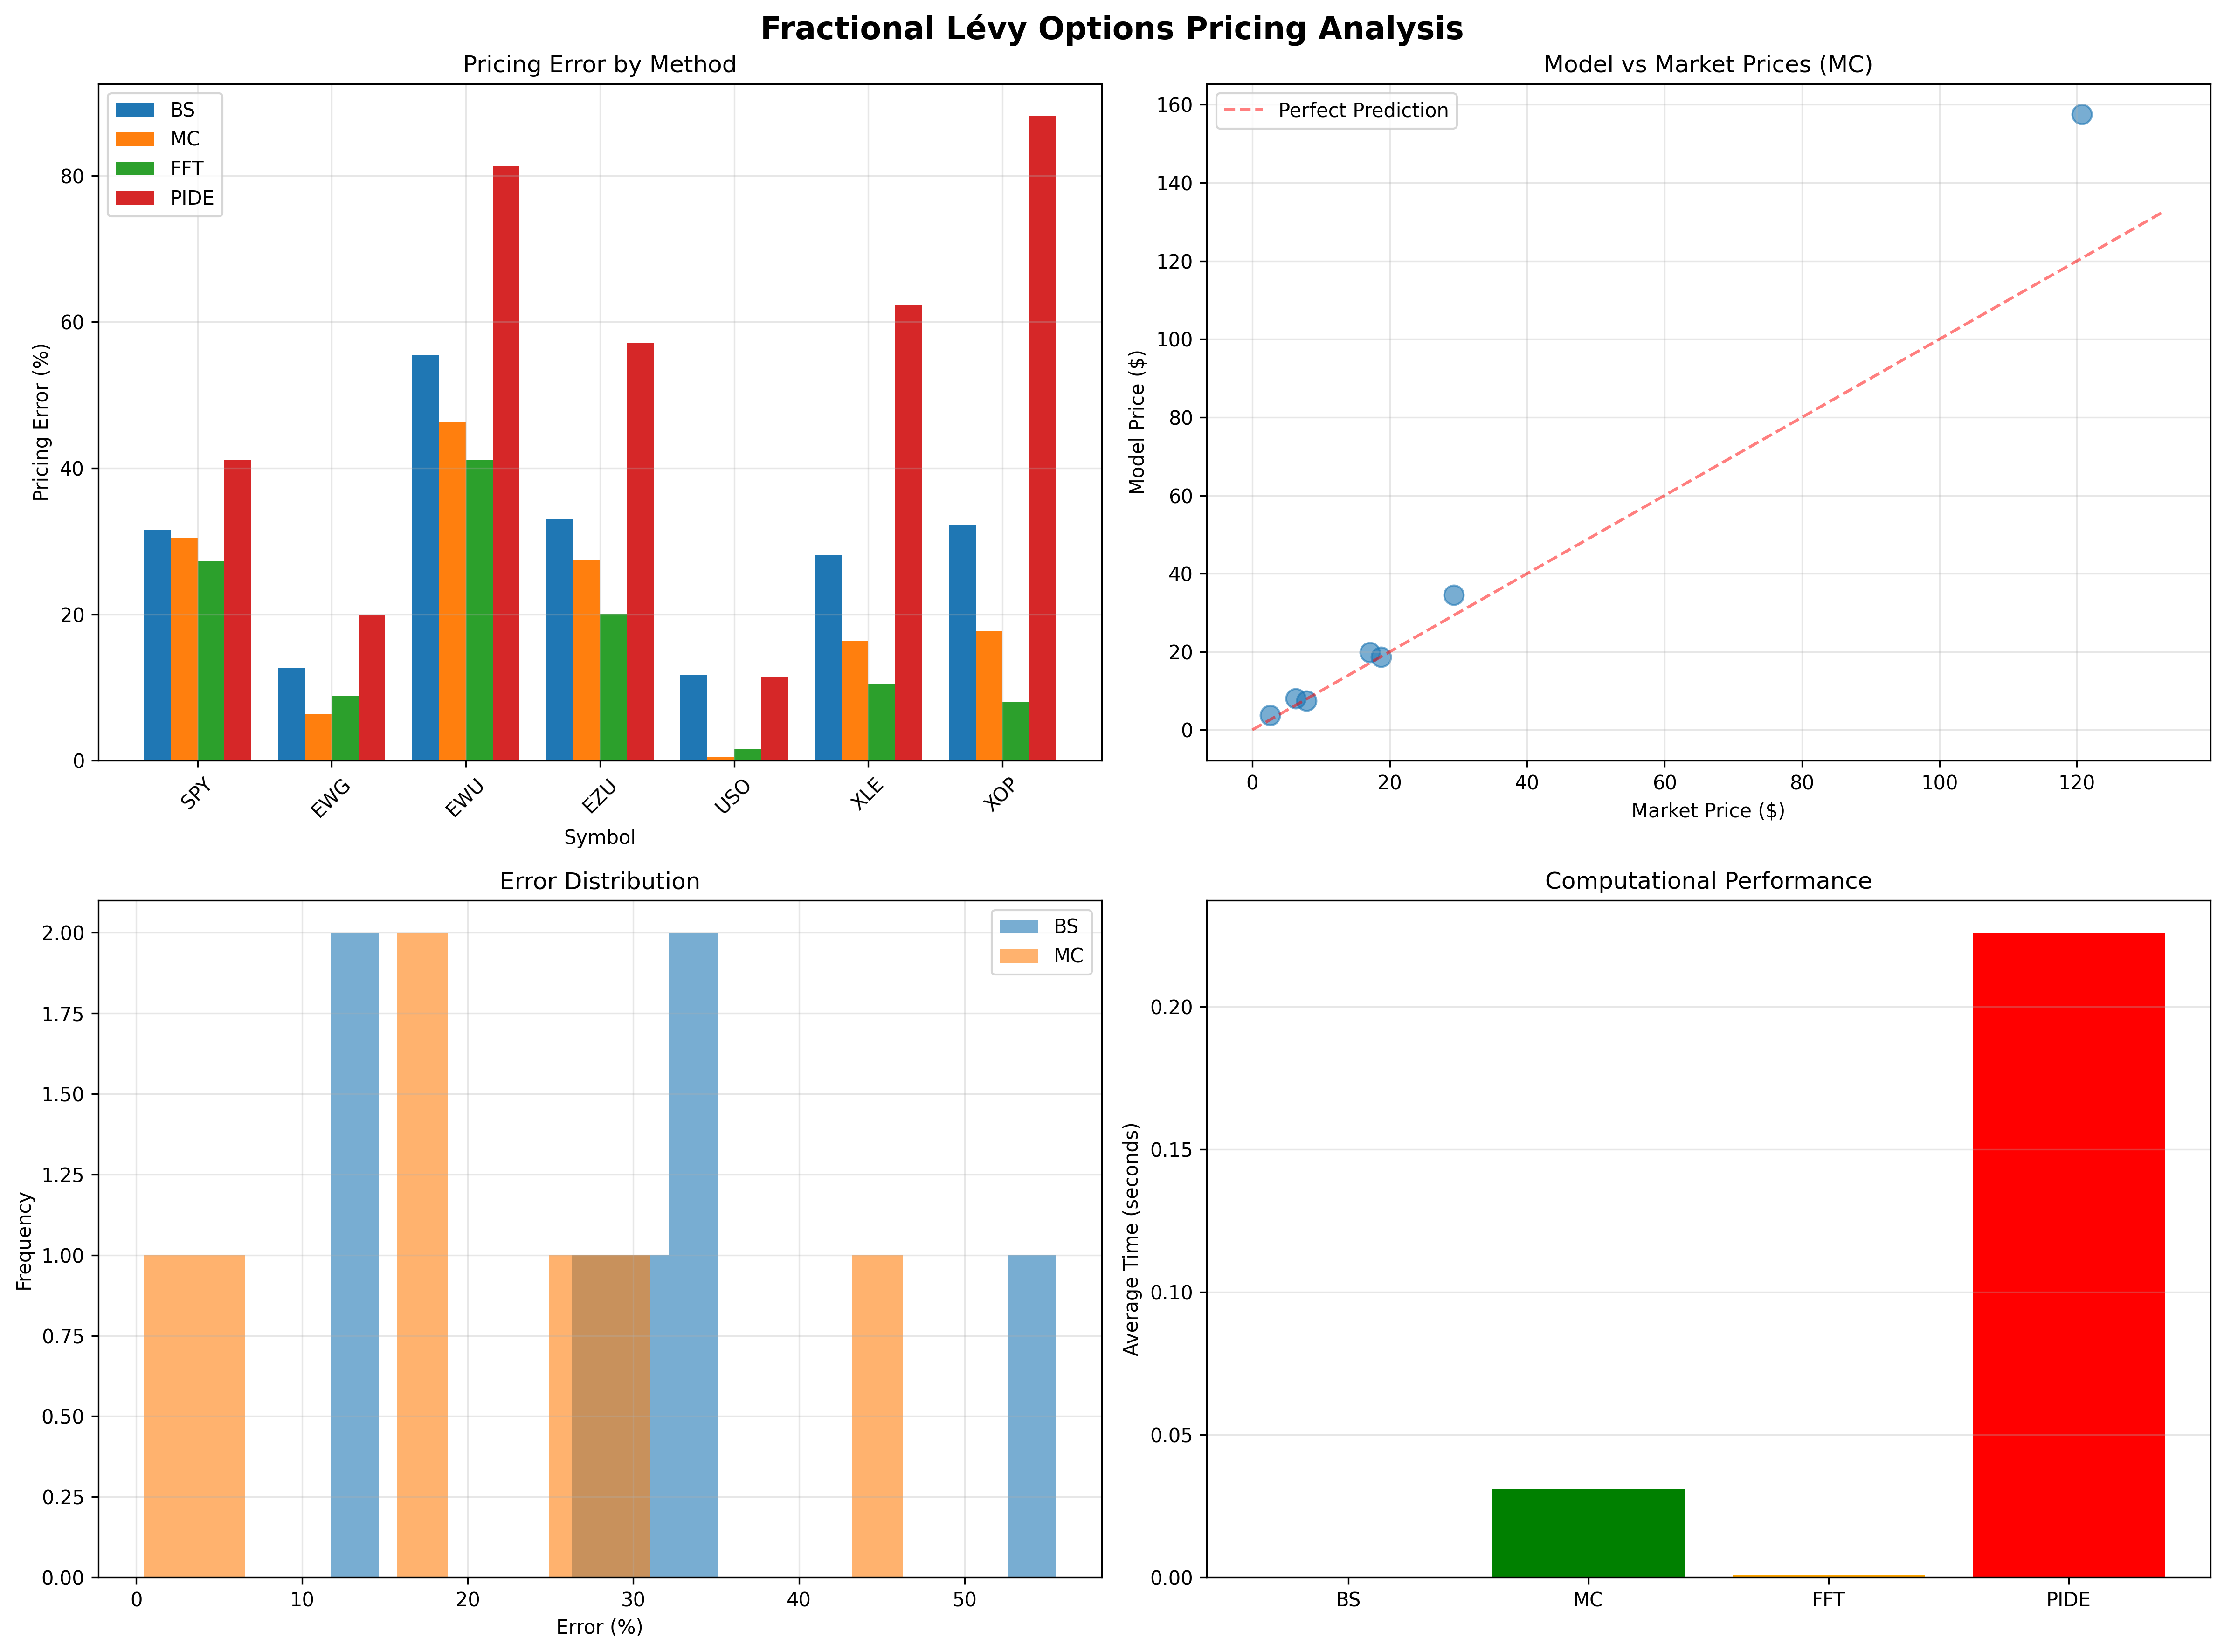 Fractional Lévy Options Pricing Analysis
Pricing Error by Method
BS
MC
FFT
PIDE
Pricing Error (%)
80
60
40
20
0
SPY
EWG
EWU
EZU
USO
XLE
XOP
Symbol
Model vs Market Prices (MC)
Perfect Prediction
Model Price ($)
160
140
120
100
80
60
40
20
0
0
20
40
60
80
100
120
Market Price ($)
Error Distribution
BS
MC
Frequency
2.00
1.75
1.50
1.25
1.00
0.75
0.50
0.25
0.00
0
10
20
30
40
50
Error (%)
Computational Performance
Average Time (seconds)
0.20
0.15
0.10
0.05
0.00
BS
MC
FFT
PIDE